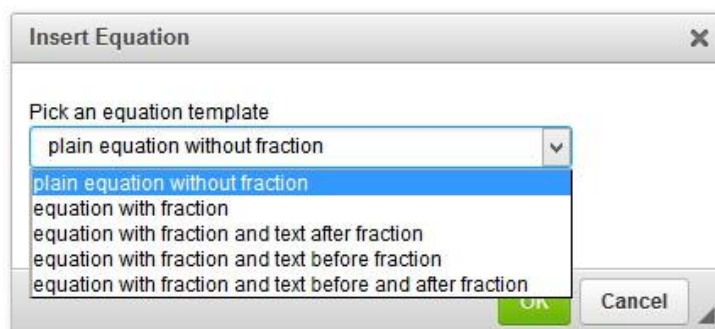 Insert Equation
Pick an equation template
plain equation without fraction
plain equation without fraction
equation with fraction
equation with fraction and text after fraction
equation with fraction and text before fraction
equation with fraction and text before and after fraction
OK Cancel